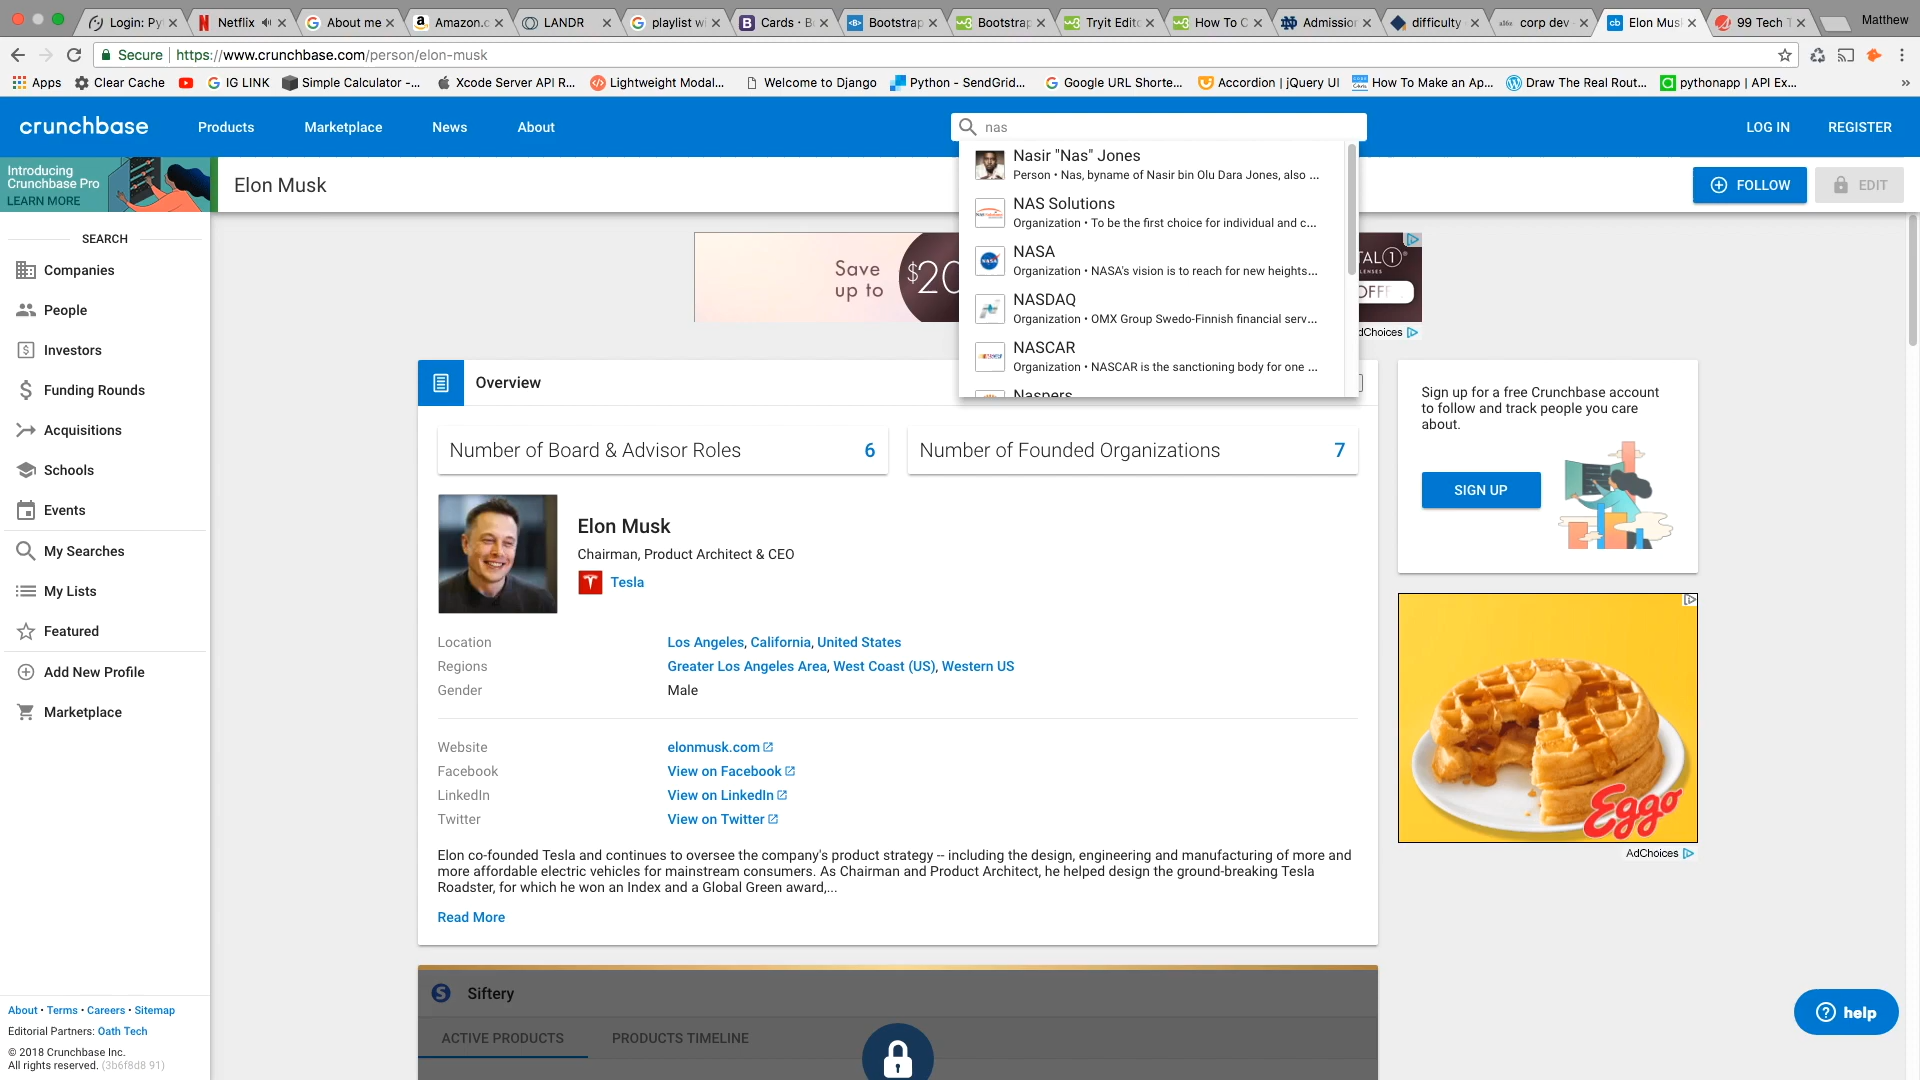 Login: Py
Netflix
About me
Amazon.c
LANDR
playlist wi
Cards · Bo
Bootstrap
Bootstrap
Tryit Edito
How To C
Admission
difficulty
corp dev -
Elon Musk
99 Tech T
Matthew
Secure | https://www.crunchbase.com/person/elon-musk
Apps
Clear Cache
IG LINK
Simple Calculator -...
Xcode Server API R...
Lightweight Modal...
Welcome to Django
Python - SendGrid...
Google URL Shorte...
Accordion | jQuery UI
How To Make an Ap...
Draw The Real Rout...
pythonapp | API Ex...
»
crunchbase
Products
Marketplace
News
About
nas
LOG IN
REGISTER
Introducing
Crunchbase Pro
LEARN MORE
Elon Musk
FOLLOW
EDIT
Nasir "Nas" Jones
Person • Nas, byname of Nasir bin Olu Dara Jones, also ...
NAS Solutions
Organization • To be the first choice for individual and c...
NASA
Organization • NASA's vision is to reach for new heights...
NASDAQ
Organization • OMX Group Swedo-Finnish financial serv...
NASCAR
Organization • NASCAR is the sanctioning body for one ...
Naspers
SEARCH
Companies
People
Investors
Funding Rounds
Acquisitions
Schools
Events
My Searches
My Lists
Featured
Add New Profile
Marketplace
Save
up to
$20
TAL 1°
LENSES
OFF
dChoices
Overview
Number of Board & Advisor Roles 6
Number of Founded Organizations 7
Elon Musk
Chairman, Product Architect & CEO
Tesla
Location Los Angeles, California, United States
Regions Greater Los Angeles Area, West Coast (US), Western US
Gender Male
Website elonmusk.com
Facebook View on Facebook
LinkedIn View on LinkedIn
Twitter View on Twitter
Elon co-founded Tesla and continues to oversee the company's product strategy -- including the design, engineering and manufacturing of more and
more affordable electric vehicles for mainstream consumers. As Chairman and Product Architect, he helped design the ground-breaking Tesla
Roadster, for which he won an Index and a Global Green award,...
Read More
Siftery
ACTIVE PRODUCTS
PRODUCTS TIMELINE
Sign up for a free Crunchbase account
to follow and track people you care
about.
SIGN UP
Eggo
AdChoices
help
About • Terms • Careers • Sitemap
Editorial Partners: Oath Tech
© 2018 Crunchbase Inc.
All rights reserved. (3b6f8d8 91)